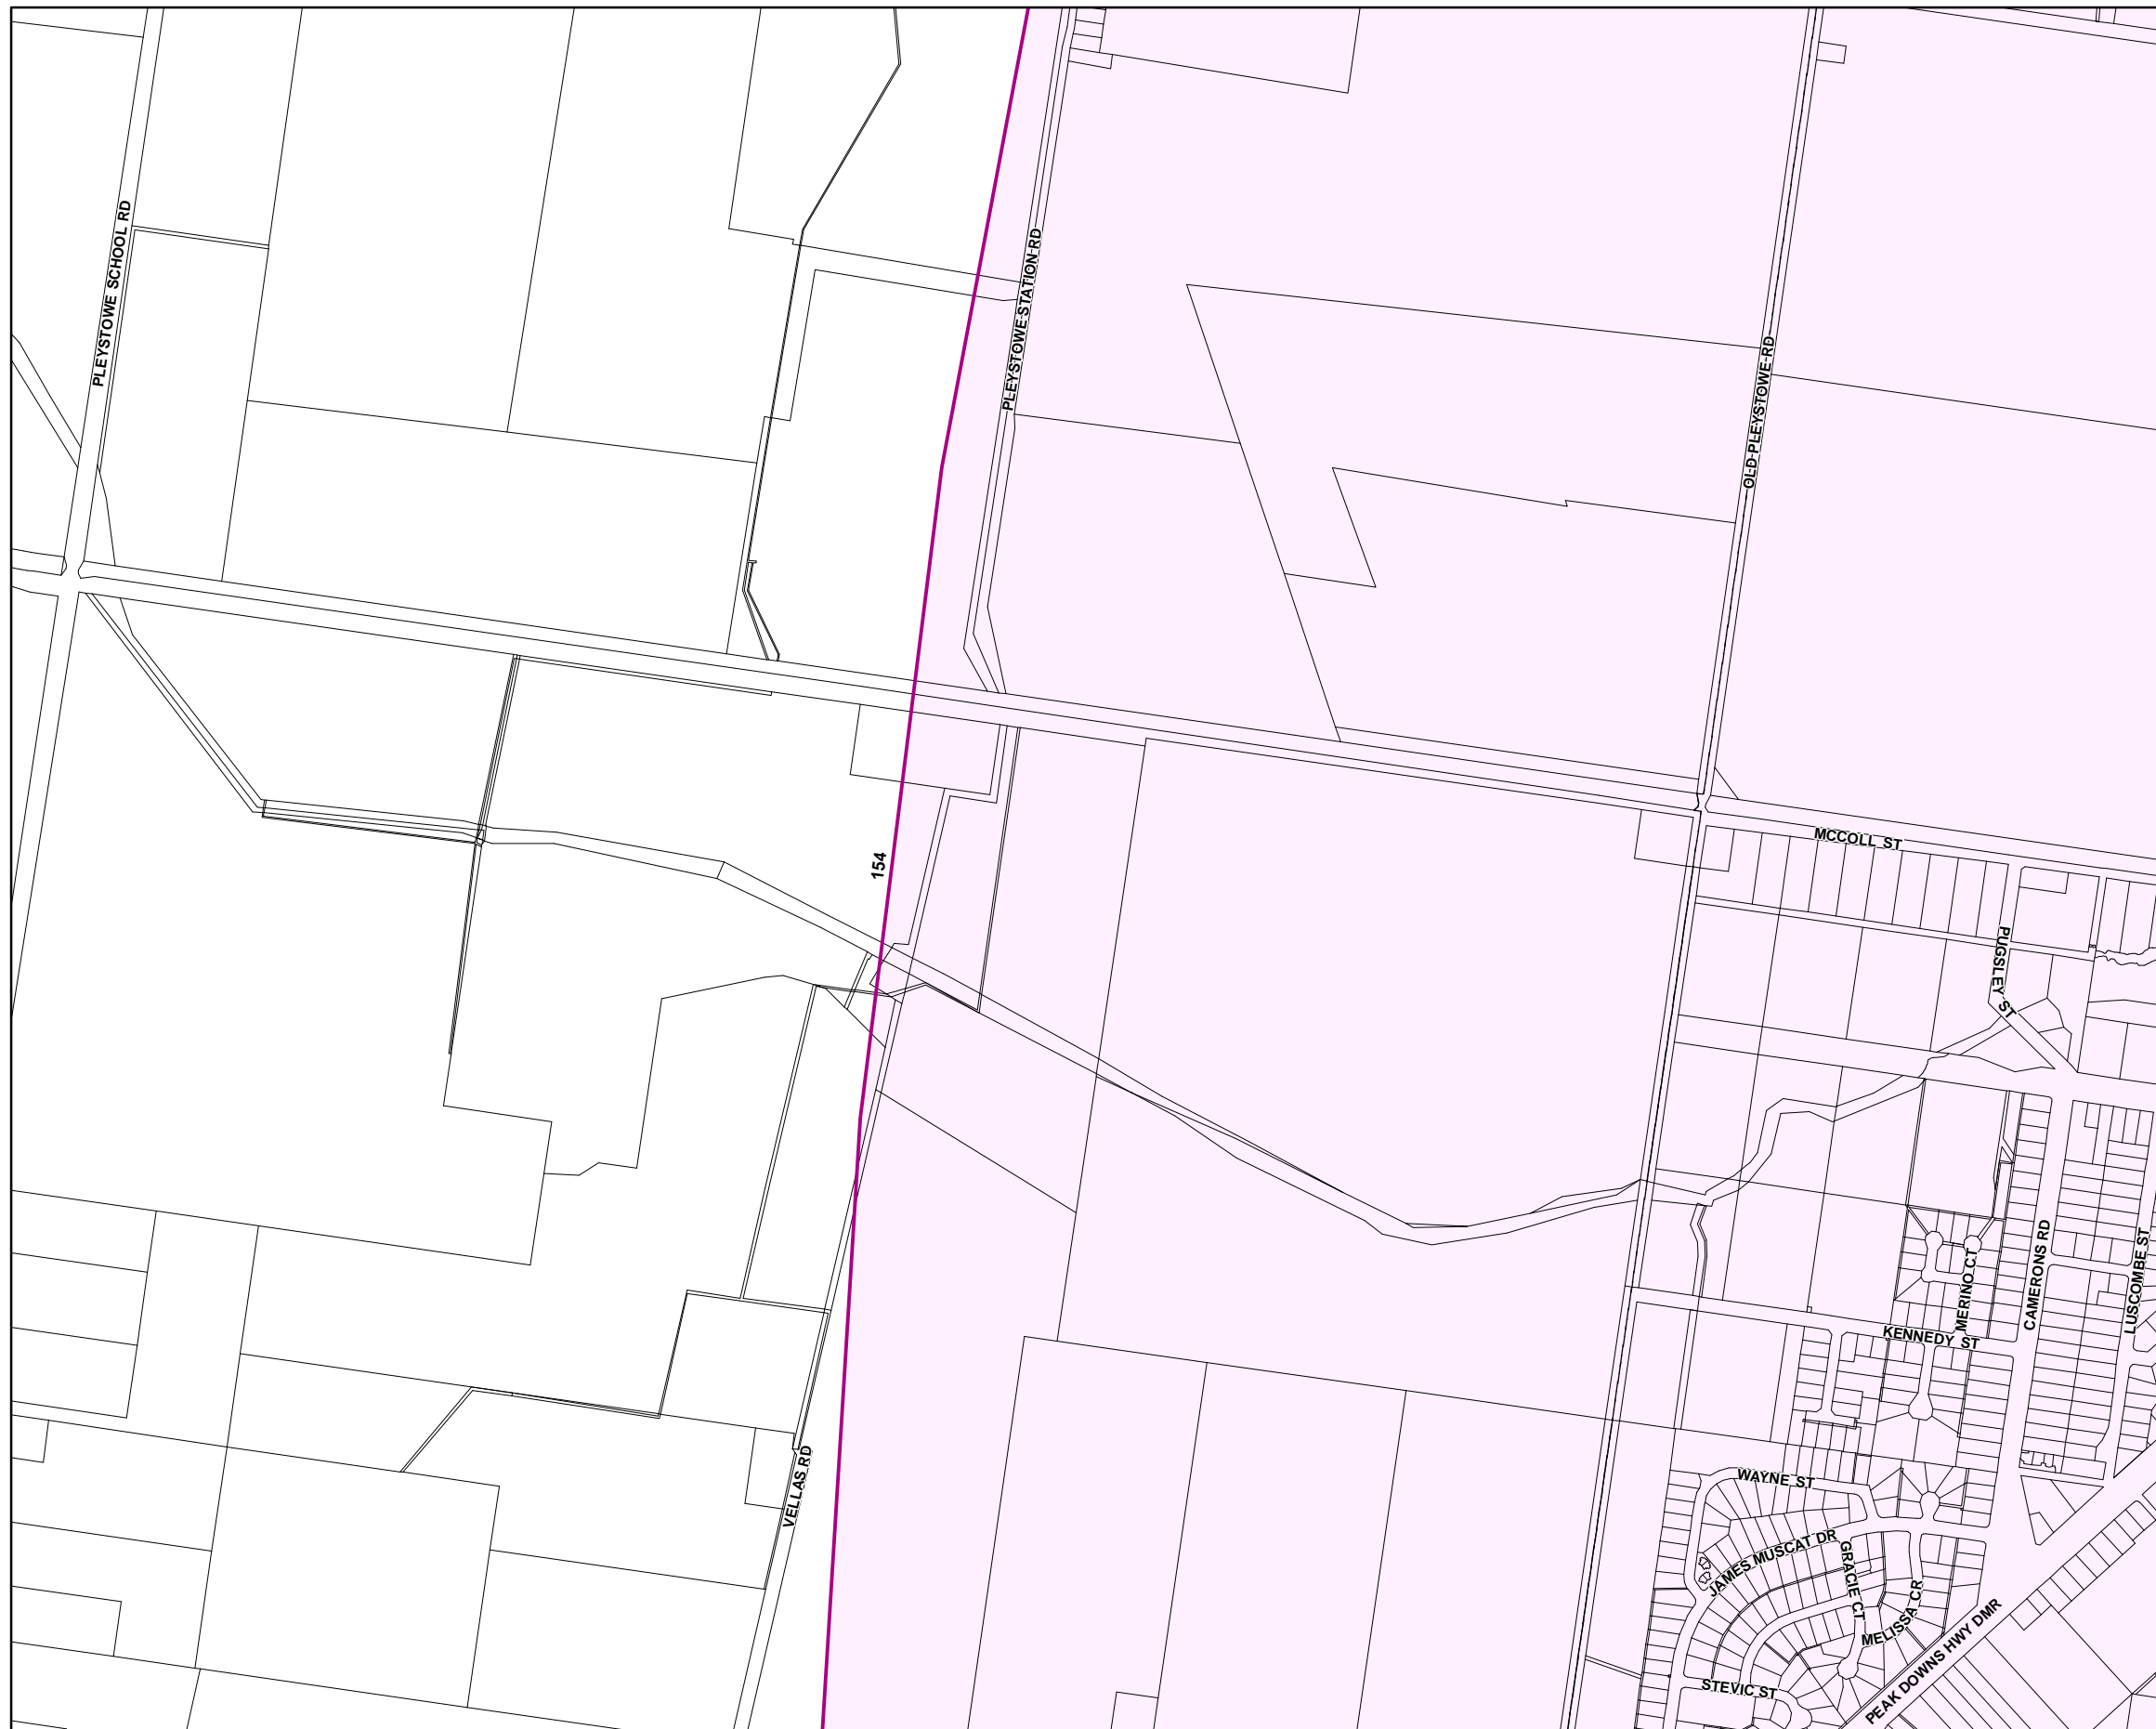 PLEYSTOWE SCHOOL RD
PLEYSTOWE STATION RD
OLD PLEYSTOWE RD
MCCOLL ST
154
PUGSLEY ST
MERINO CT
CAMERONS RD
LUSCOMBE ST
KENNEDY ST
VELLAS RD
WAYNE ST
JAMES MUSCAT DR
GRACIE CT
MELISSA CR
PEAK DOWNS HWY DMR
STEVIC ST